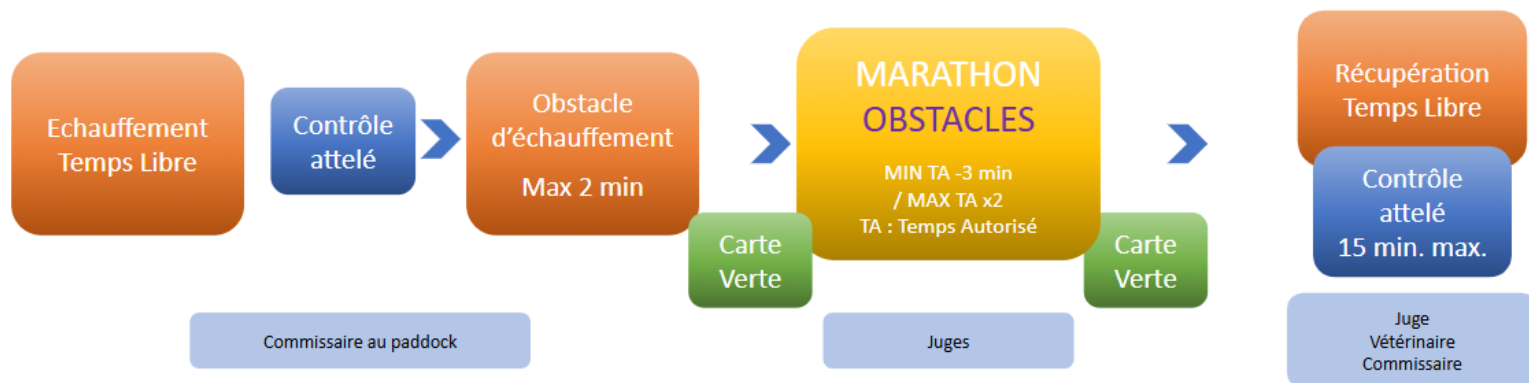 Echauffement
Temps Libre
Contrôle
attelé
Obstacle
d'échauffement
Max 2 min
Carte
Verte
MARATHON
OBSTACLES
MIN TA -3 min
/ MAX TA x2
TA : Temps Autorisé
Carte
Verte
Récupération
Temps Libre
Contrôle
attelé
15 min. max.
Commissaire au paddock
Juges
Juge
Vétérinaire
Commissaire